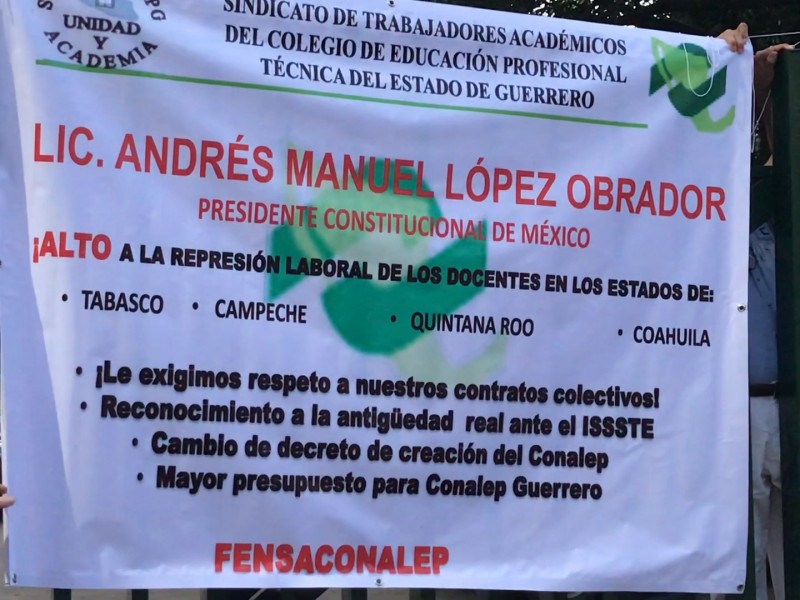 UNIDAD
Y
ACADEMIA
SINDICATO DE TRABAJADORES ACADÉMICOS
DEL COLEGIO DE EDUCACIÓN PROFESIONAL
TÉCNICA DEL ESTADO DE GUERRERO
LIC. ANDRÉS MANUEL LÓPEZ OBRADOR
PRESIDENTE CONSTITUCIONAL DE MÉXICO
¡ALTO A LA REPRESIÓN LABORAL DE LOS DOCENTES EN LOS ESTADOS DE:
• TABASCO • CAMPECHE • QUINTANA ROO • COAHUILA
• ¡Le exigimos respeto a nuestros contratos colectivos!
• Reconocimiento a la antigüedad real ante el ISSSTE
• Cambio de decreto de creación del Conalep
• Mayor presupuesto para Conalep Guerrero
FENSACONALEP